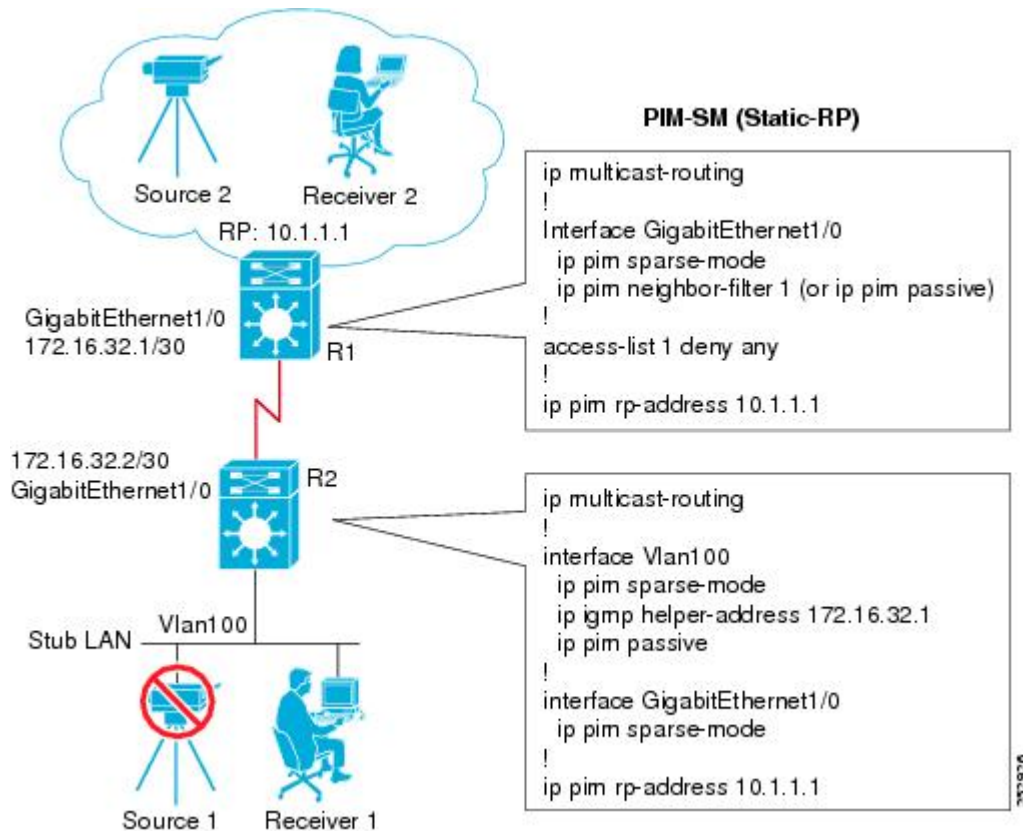 Source 2
Receiver 2
RP: 10.1.1.1
GigabitEthernet1/0
172.16.32.1/30
R1
172.16.32.2/30
GigabitEthernet1/0
R2
Vlan100
Stub LAN
Source 1
Receiver 1
PIM-SM (Static-RP)
ip multicast-routing
!
Interface GigabitEthernet1/0
ip pim sparse-mode
ip pim neighbor-filter 1 (or ip pim passive)
!
access-list 1 deny any
!
ip pim rp-address 10.1.1.1
ip multicast-routing
!
interface Vlan100
ip pim sparse-mode
ip igmp helper-address 172.16.32.1
ip pim passive
!
interface GigabitEthernet1/0
ip pim sparse-mode
!
ip pim rp-address 10.1.1.1